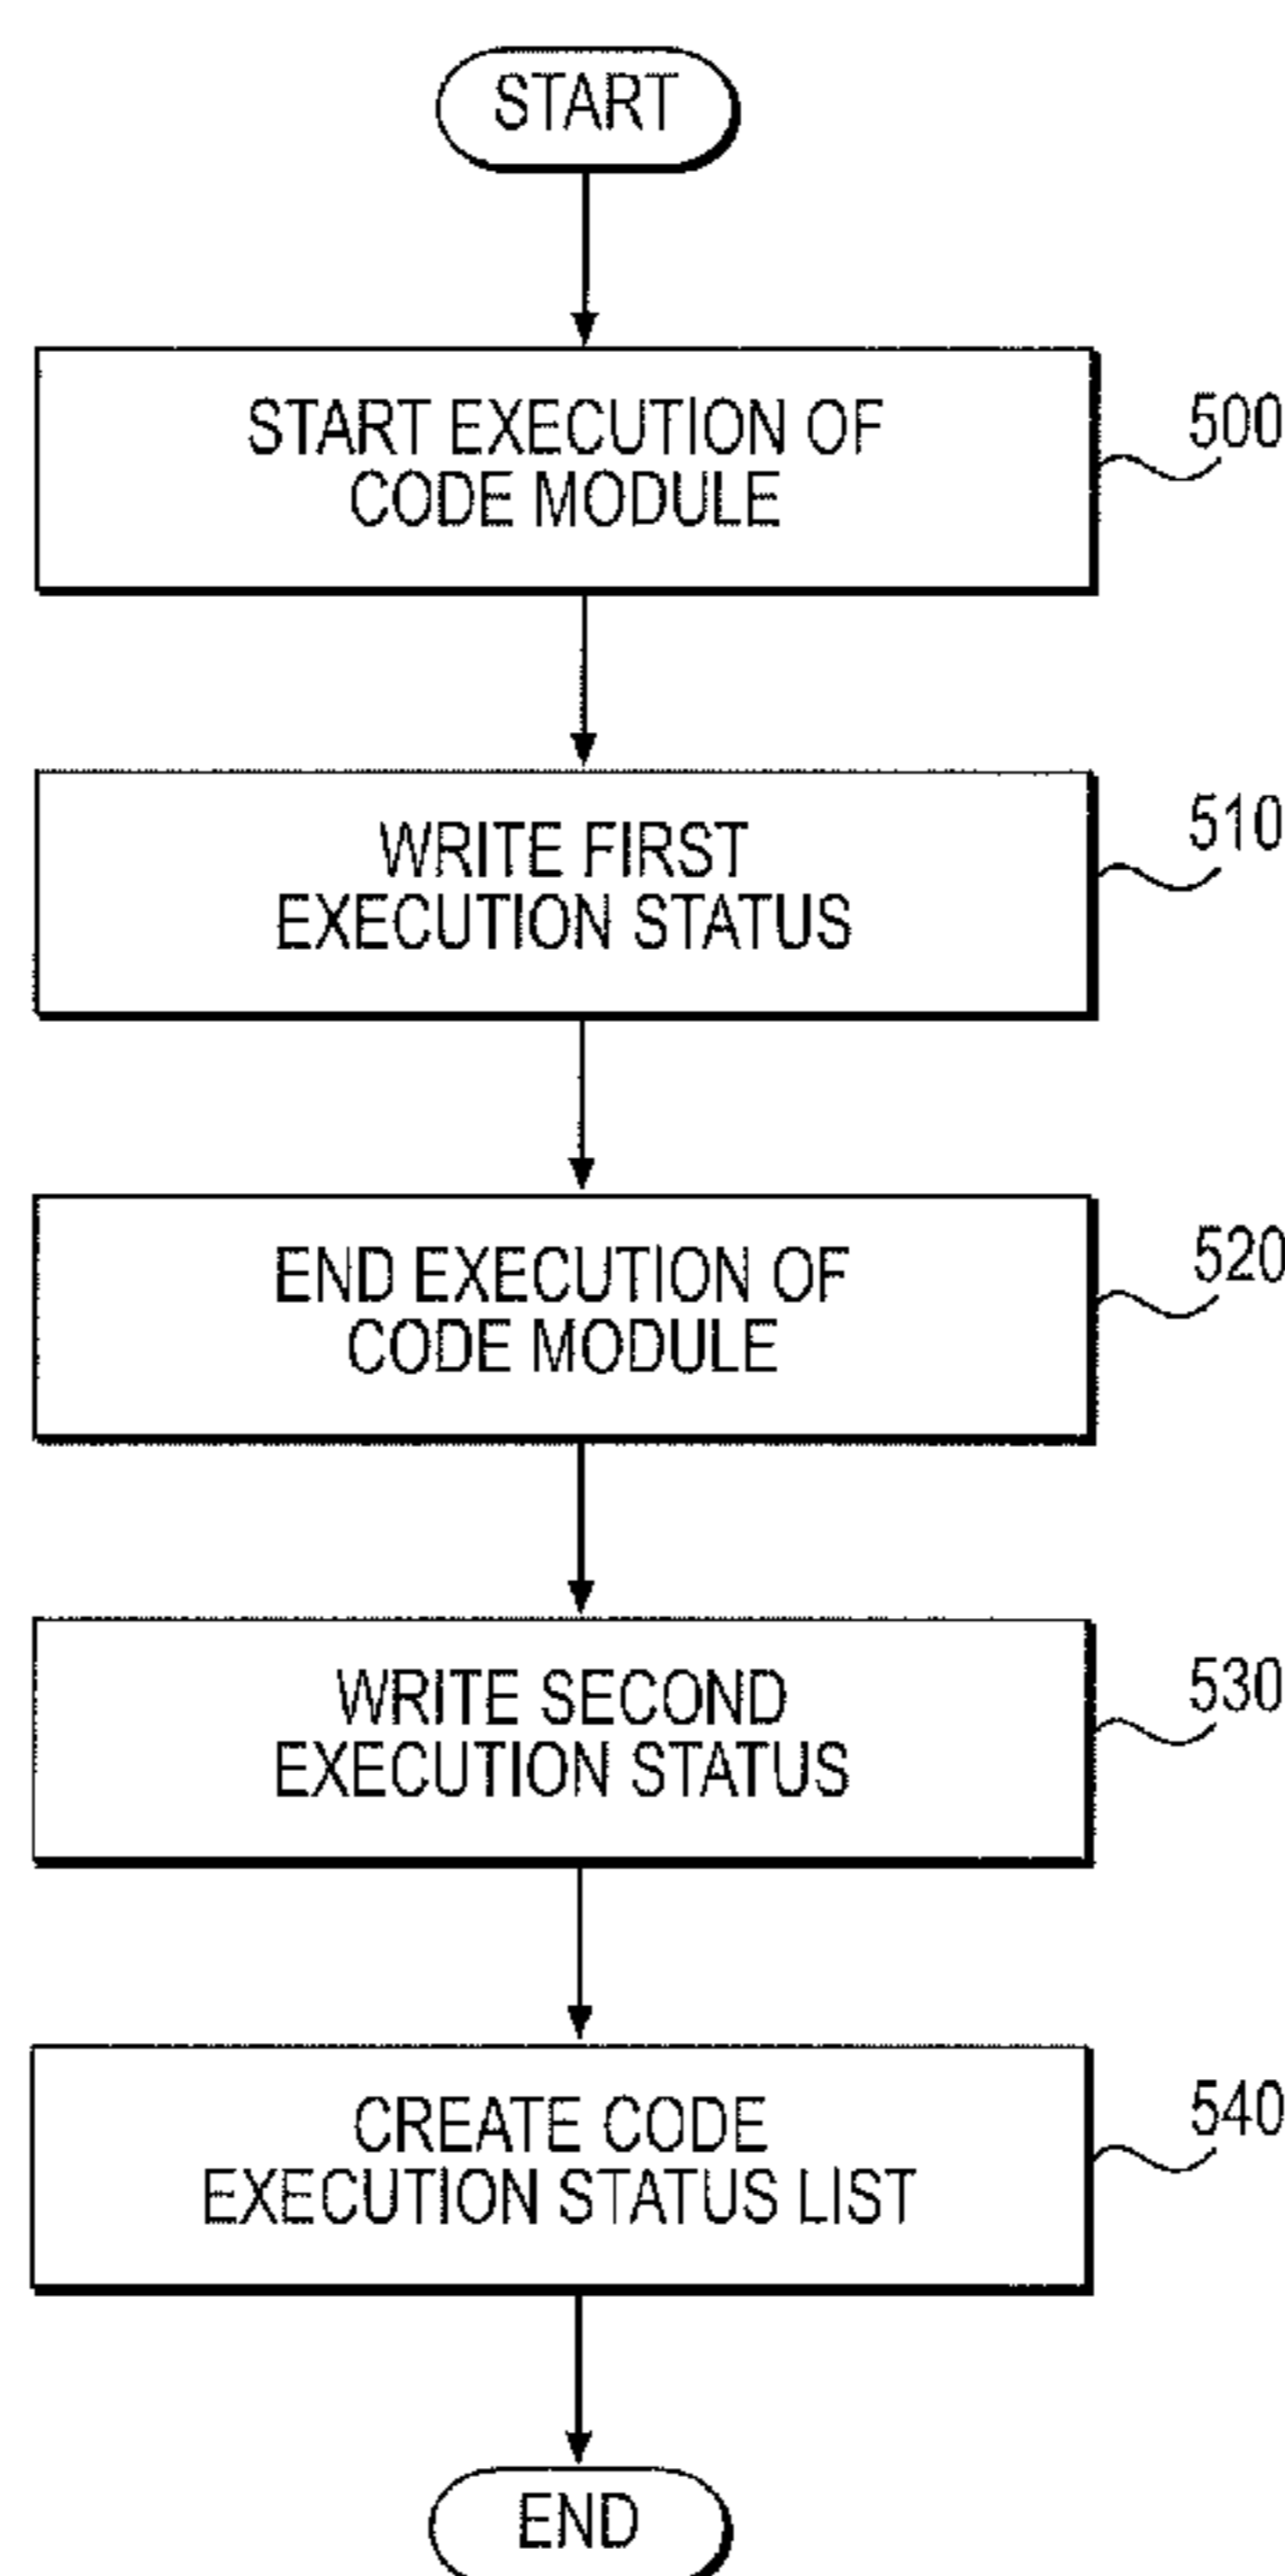 START
START EXECUTION OF
CODE MODULE
500
WRITE FIRST
EXECUTION STATUS
510
END EXECUTION OF
CODE MODULE
520
WRITE SECOND
EXECUTION STATUS
530
CREATE CODE
EXECUTION STATUS LIST
540
END